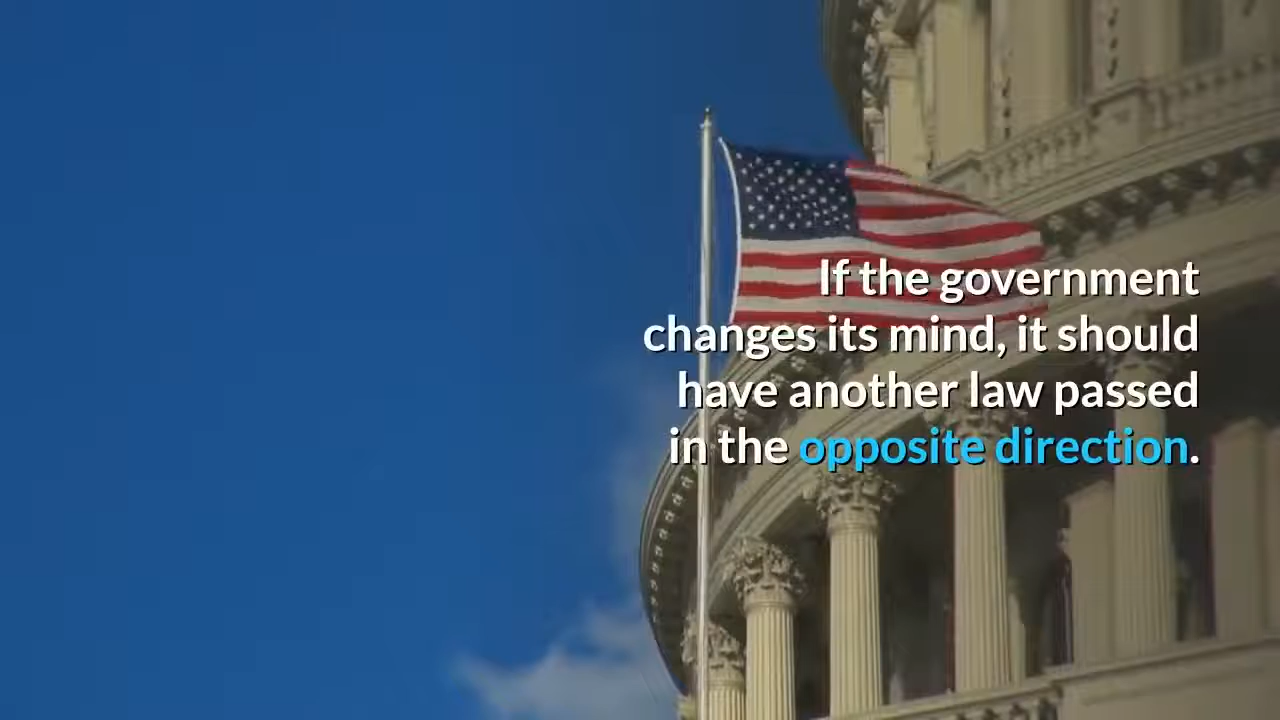 If the government
changes its mind, it should
have another law passed
in the opposite direction.